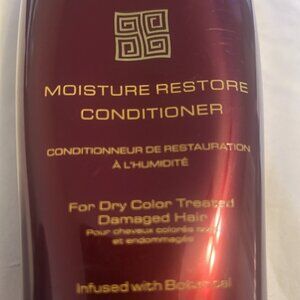 MOISTURE RESTORE
CONDITIONER
CONDITIONNEUR DE RESTAURATION
À L'HUMIDITÉ
For Dry Color Treated
Damaged Hair
Pour cheveux colorés secs
et endommagés
Infused with Botanical